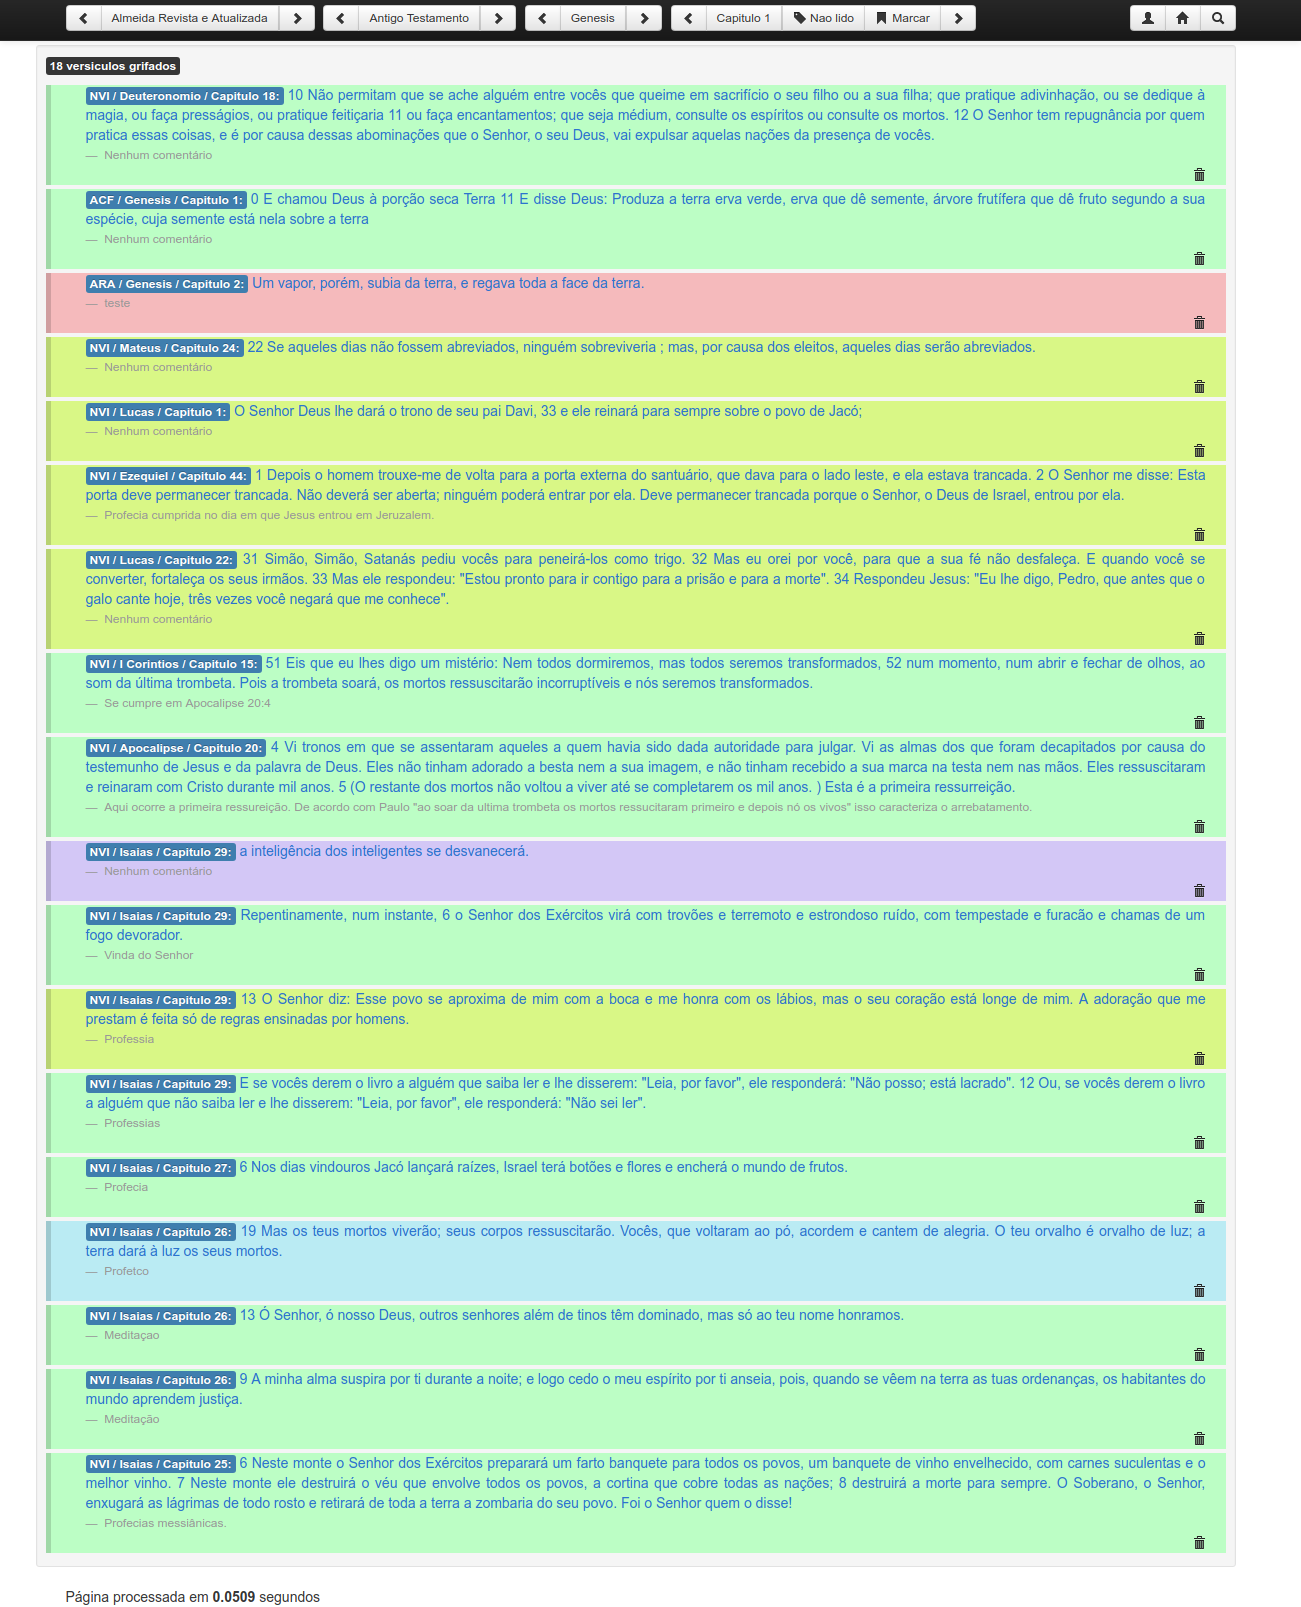 Almeida Revista e Atualizada Antigo Testamento Genesis Capitulo 1 Nao lido Marcar
18 versiculos grifados
NVI / Deuteronomio / Capitulo 18: 10 Não permitam que se ache alguém entre vocês que queime em sacrifício o seu filho ou a sua filha; que pratique adivinhação, ou se dedique à
magia, ou faça presságios, ou pratique feitiçaria 11 ou faça encantamentos; que seja médium, consulte os espíritos ou consulte os mortos. 12 O Senhor tem repugnância por quem
pratica essas coisas, e é por causa dessas abominações que o Senhor, o seu Deus, vai expulsar aquelas nações da presença de vocês.
— Nenhum comentário
ACF / Genesis / Capitulo 1: 0 E chamou Deus à porção seca Terra 11 E disse Deus: Produza a terra erva verde, erva que dê semente, árvore frutífera que dê fruto segundo a sua
espécie, cuja semente está nela sobre a terra
— Nenhum comentário
ARA / Genesis / Capitulo 2: Um vapor, porém, subia da terra, e regava toda a face da terra.
— teste
NVI / Mateus / Capitulo 24: 22 Se aqueles dias não fossem abreviados, ninguém sobreviveria ; mas, por causa dos eleitos, aqueles dias serão abreviados.
— Nenhum comentário
NVI / Lucas / Capitulo 1: O Senhor Deus lhe dará o trono de seu pai Davi, 33 e ele reinará para sempre sobre o povo de Jacó;
— Nenhum comentário
NVI / Ezequiel / Capitulo 44: 1 Depois o homem trouxe-me de volta para a porta externa do santuário, que dava para o lado leste, e ela estava trancada. 2 O Senhor me disse: Esta
porta deve permanecer trancada. Não deverá ser aberta; ninguém poderá entrar por ela. Deve permanecer trancada porque o Senhor, o Deus de Israel, entrou por ela.
— Profecia cumprida no dia em que Jesus entrou em Jeruzalem.
NVI / Lucas / Capitulo 22: 31 Simão, Simão, Satanás pediu vocês para peneirá-los como trigo. 32 Mas eu orei por você, para que a sua fé não desfaleça. E quando você se
converter, fortaleça os seus irmãos. 33 Mas ele respondeu: "Estou pronto para ir contigo para a prisão e para a morte". 34 Respondeu Jesus: "Eu lhe digo, Pedro, que antes que o
galo cante hoje, três vezes você negará que me conhece".
— Nenhum comentário
NVI / I Corintios / Capitulo 15: 51 Eis que eu lhes digo um mistério: Nem todos dormiremos, mas todos seremos transformados, 52 num momento, num abrir e fechar de olhos, ao
som da última trombeta. Pois a trombeta soará, os mortos ressuscitarão incorruptíveis e nós seremos transformados.
— Se cumpre em Apocalipse 20:4
NVI / Apocalipse / Capitulo 20: 4 Vi tronos em que se assentaram aqueles a quem havia sido dada autoridade para julgar. Vi as almas dos que foram decapitados por causa do
testemunho de Jesus e da palavra de Deus. Eles não tinham adorado a besta nem a sua imagem, e não tinham recebido a sua marca na testa nem nas mãos. Eles ressuscitaram
e reinaram com Cristo durante mil anos. 5 (O restante dos mortos não voltou a viver até se completarem os mil anos. ) Esta é a primeira ressurreição.
— Aqui ocorre a primeira ressureição. De acordo com Paulo "ao soar da ultima trombeta os mortos ressucitaram primeiro e depois nó os vivos" isso caracteriza o arrebatamento.
NVI / Isaias / Capitulo 29: a inteligência dos inteligentes se desvanecerá.
— Nenhum comentário
NVI / Isaias / Capitulo 29: Repentinamente, num instante, 6 o Senhor dos Exércitos virá com trovões e terremoto e estrondoso ruído, com tempestade e furacão e chamas de um
fogo devorador.
— Vinda do Senhor
NVI / Isaias / Capitulo 29: 13 O Senhor diz: Esse povo se aproxima de mim com a boca e me honra com os lábios, mas o seu coração está longe de mim. A adoração que me
prestam é feita só de regras ensinadas por homens.
— Professia
NVI / Isaias / Capitulo 29: E se vocês derem o livro a alguém que saiba ler e lhe disserem: "Leia, por favor", ele responderá: "Não posso; está lacrado". 12 Ou, se vocês derem o livro
a alguém que não saiba ler e lhe disserem: "Leia, por favor", ele responderá: "Não sei ler".
— Professias
NVI / Isaias / Capitulo 27: 6 Nos dias vindouros Jacó lançará raízes, Israel terá botões e flores e encherá o mundo de frutos.
— Profecia
NVI / Isaias / Capitulo 26: 19 Mas os teus mortos viverão; seus corpos ressuscitarão. Vocês, que voltaram ao pó, acordem e cantem de alegria. O teu orvalho é orvalho de luz; a
terra dará à luz os seus mortos.
— Profetco
NVI / Isaias / Capitulo 26: 13 Ó Senhor, ó nosso Deus, outros senhores além de tinos têm dominado, mas só ao teu nome honramos.
— Meditaçao
NVI / Isaias / Capitulo 26: 9 A minha alma suspira por ti durante a noite; e logo cedo o meu espírito por ti anseia, pois, quando se vêem na terra as tuas ordenanças, os habitantes do
mundo aprendem justiça.
— Meditação
NVI / Isaias / Capitulo 25: 6 Neste monte o Senhor dos Exércitos preparará um farto banquete para todos os povos, um banquete de vinho envelhecido, com carnes suculentas e o
melhor vinho. 7 Neste monte ele destruirá o véu que envolve todos os povos, a cortina que cobre todas as nações; 8 destruirá a morte para sempre. O Soberano, o Senhor,
enxugará as lágrimas de todo rosto e retirará de toda a terra a zombaria do seu povo. Foi o Senhor quem o disse!
— Profecias messiânicas.
Página processada em 0.0509 segundos